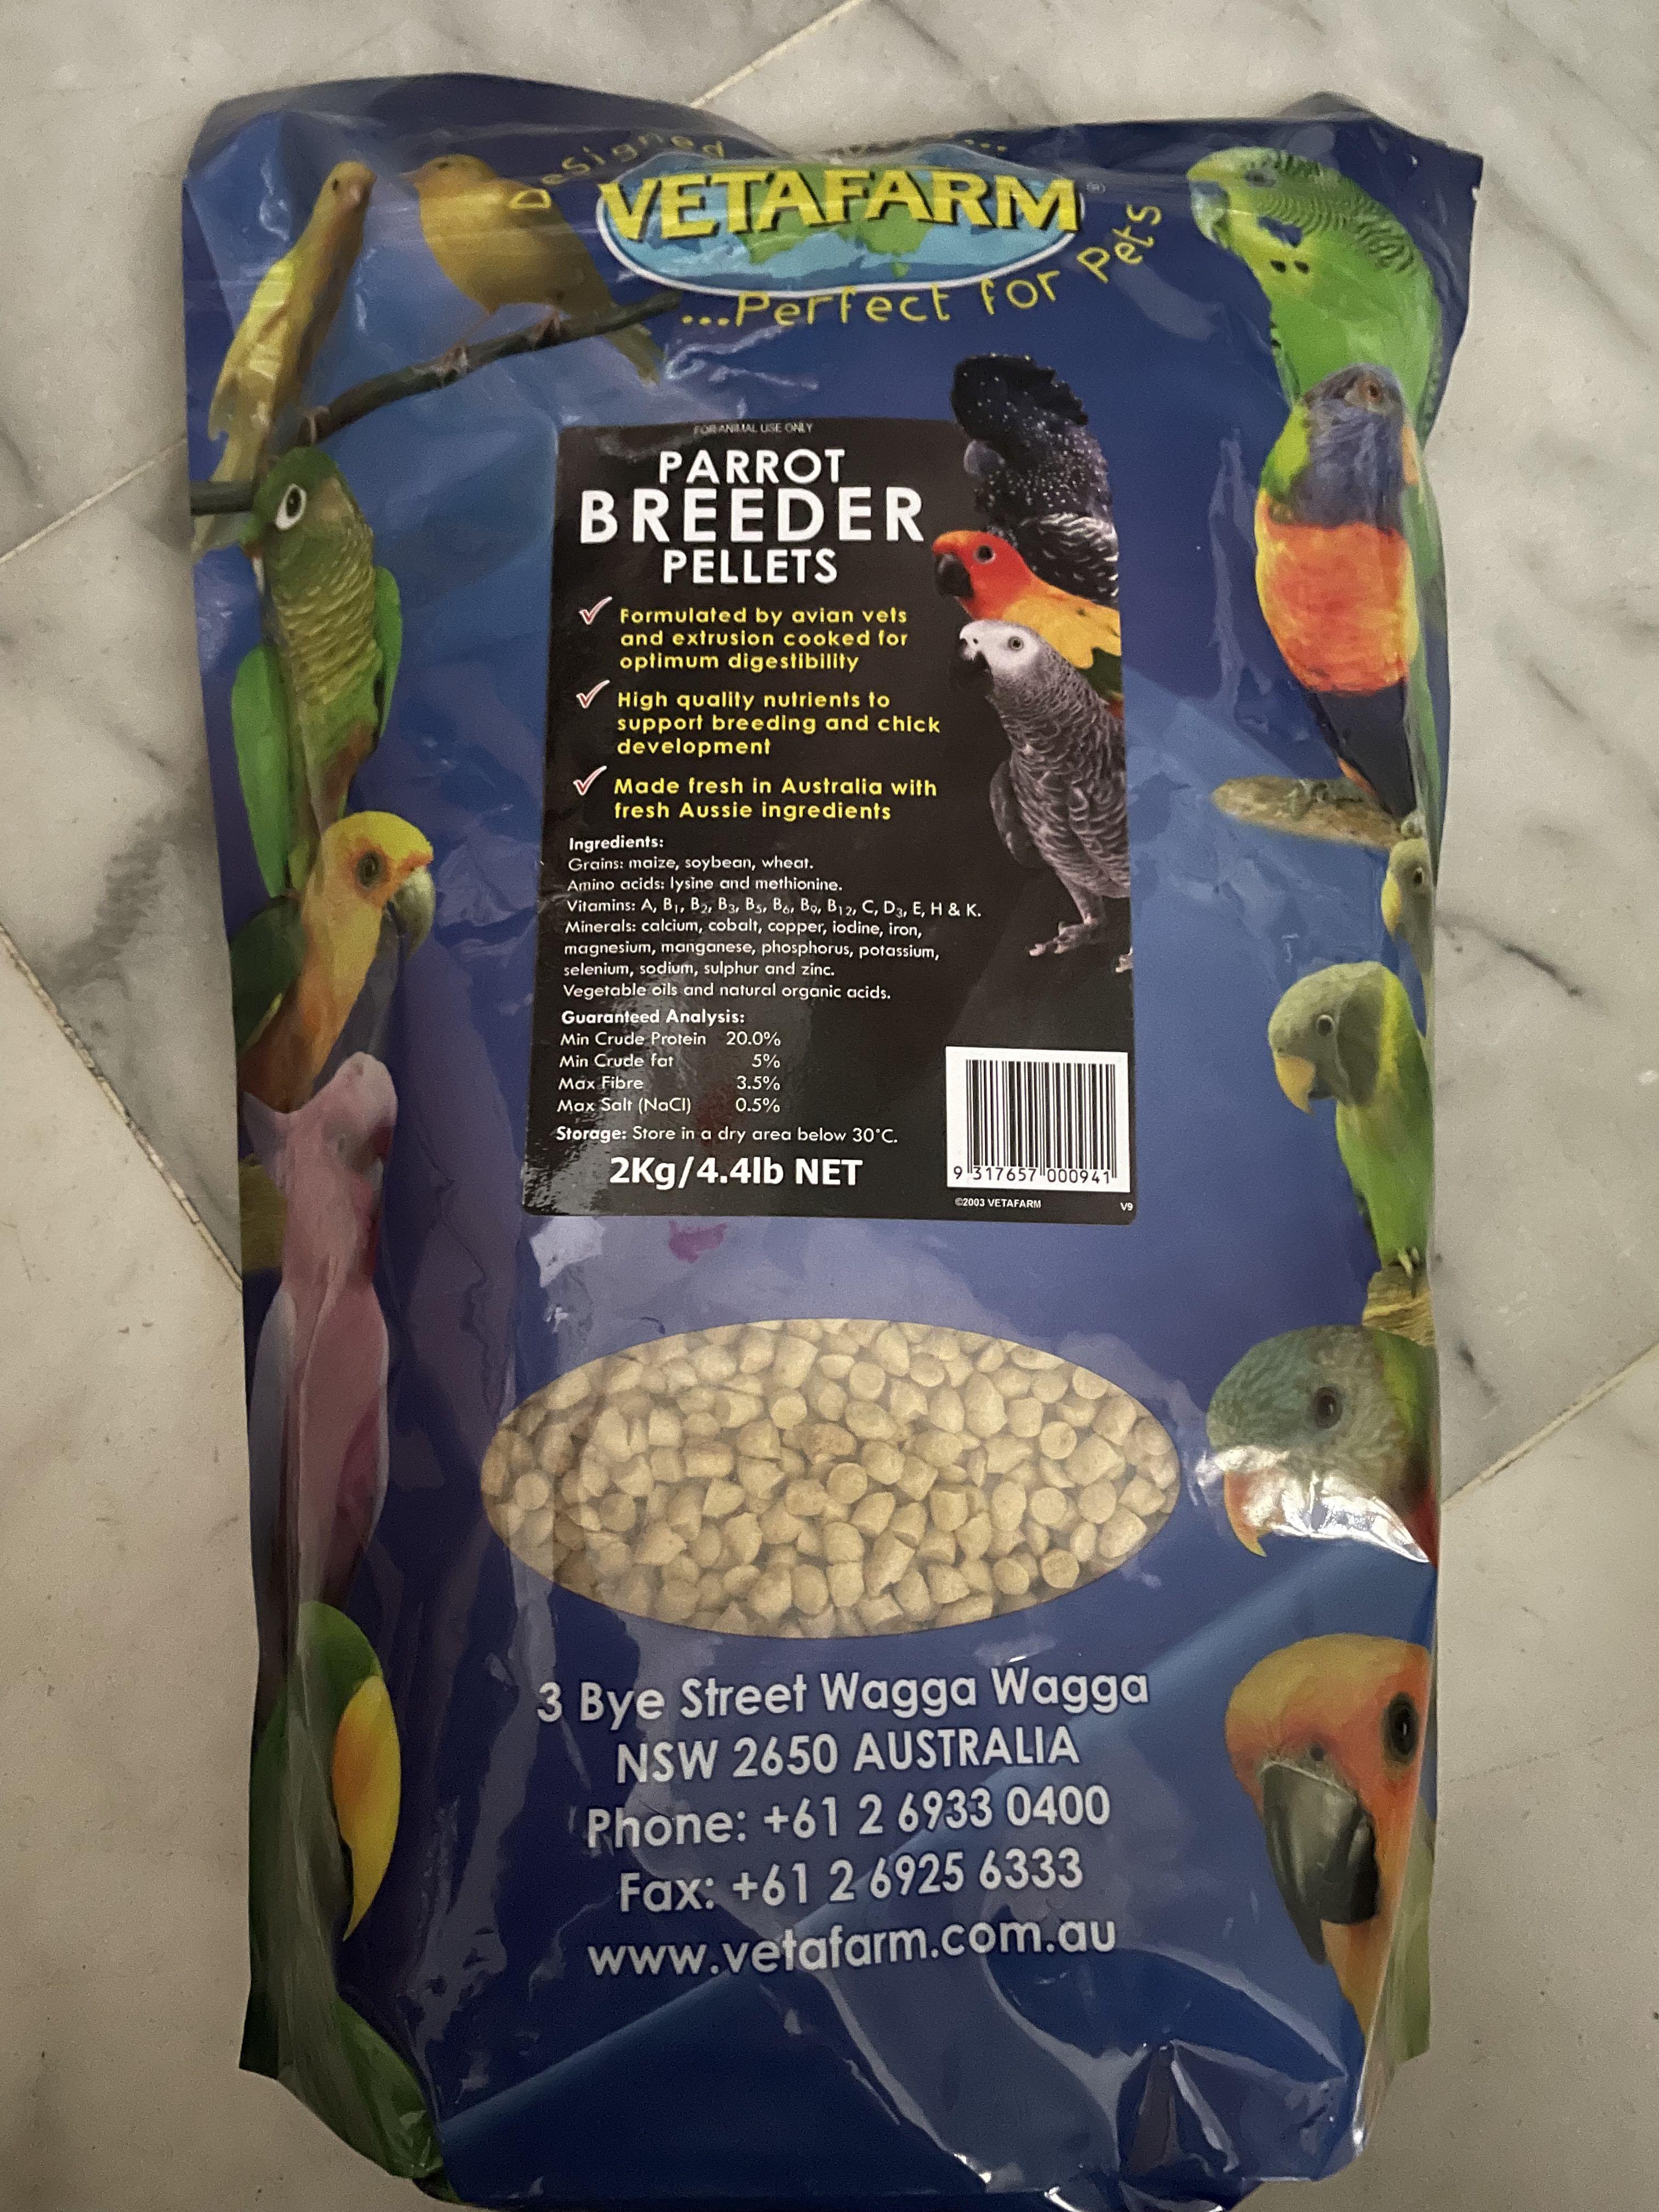 Designed
VETAFARM®
...Perfect for Pets
FOR ANIMAL USE ONLY
PARROT
BREEDER
PELLETS
Formulated by avian vets
and extrusion cooked for
optimum digestibility
High quality nutrients to
support breeding and chick
development
Made fresh in Australia with
fresh Aussie ingredients
Ingredients:
Grains: maize, soybean, wheat.
Amino acids: lysine and methionine.
Vitamins: A, B1, B2, B3, B5, B6, B9, B12, C, D3, E, H & K.
Minerals: calcium, cobalt, copper, iodine, iron,
magnesium, manganese, phosphorus, potassium,
selenium, sodium, sulphur and zinc.
Vegetable oils and natural organic acids.
Guaranteed Analysis:
Min Crude Protein 20.0%
Min Crude fat 5%
Max Fibre 3.5%
Max Salt (NaCl) 0.5%
Storage: Store in a dry area below 30°C.
2Kg/4.4lb NET
9 317657 000941
©2003 VETAFARM V9
3 Bye Street Wagga Wagga
NSW 2650 AUSTRALIA
Phone: +61 2 6933 0400
Fax: +61 2 6925 6333
www.vetafarm.com.au